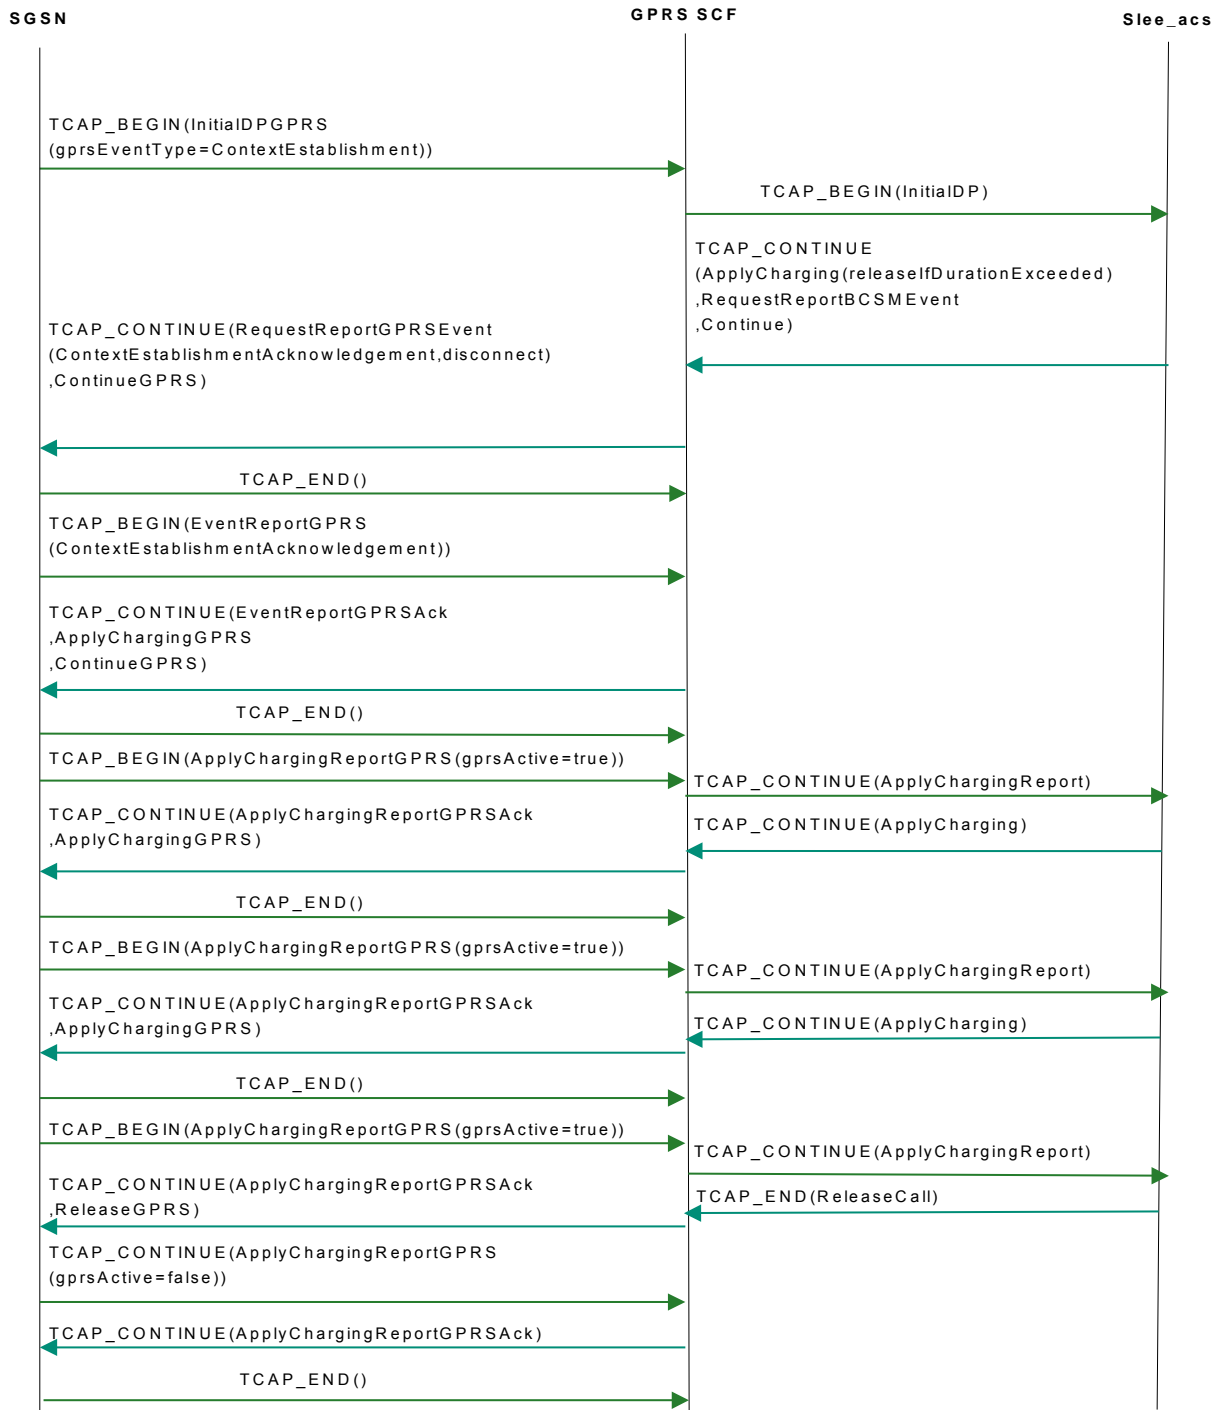 SGSN
GPRS SCF
Slee_acs
TCAP_BEGIN(InitialDPGPRS
(gprsEventType=ContextEstablishment))
TCAP_BEGIN(InitialDP)
TCAP_CONTINUE
(ApplyCharging(releaseIfDurationExceeded)
,RequestReportBCSMEvent
,Continue)
TCAP_CONTINUE(RequestReportGPRSEvent
(ContextEstablishmentAcknowledgement,disconnect)
,ContinueGPRS)
TCAP_END()
TCAP_BEGIN(EventReportGPRS
(ContextEstablishmentAcknowledgement))
TCAP_CONTINUE(EventReportGPRSAck
,ApplyChargingGPRS
,ContinueGPRS)
TCAP_END()
TCAP_BEGIN(ApplyChargingReportGPRS(gprsActive=true))
TCAP_CONTINUE(ApplyChargingReport)
TCAP_CONTINUE(ApplyChargingReportGPRSAck
,ApplyChargingGPRS)
TCAP_CONTINUE(ApplyCharging)
TCAP_END()
TCAP_BEGIN(ApplyChargingReportGPRS(gprsActive=true))
TCAP_CONTINUE(ApplyChargingReport)
TCAP_CONTINUE(ApplyChargingReportGPRSAck
,ApplyChargingGPRS)
TCAP_CONTINUE(ApplyCharging)
TCAP_END()
TCAP_BEGIN(ApplyChargingReportGPRS(gprsActive=true))
TCAP_CONTINUE(ApplyChargingReport)
TCAP_CONTINUE(ApplyChargingReportGPRSAck
,ReleaseGPRS)
TCAP_END(ReleaseCall)
TCAP_CONTINUE(ApplyChargingReportGPRS
(gprsActive=false))
TCAP_CONTINUE(ApplyChargingReportGPRSAck)
TCAP_END()